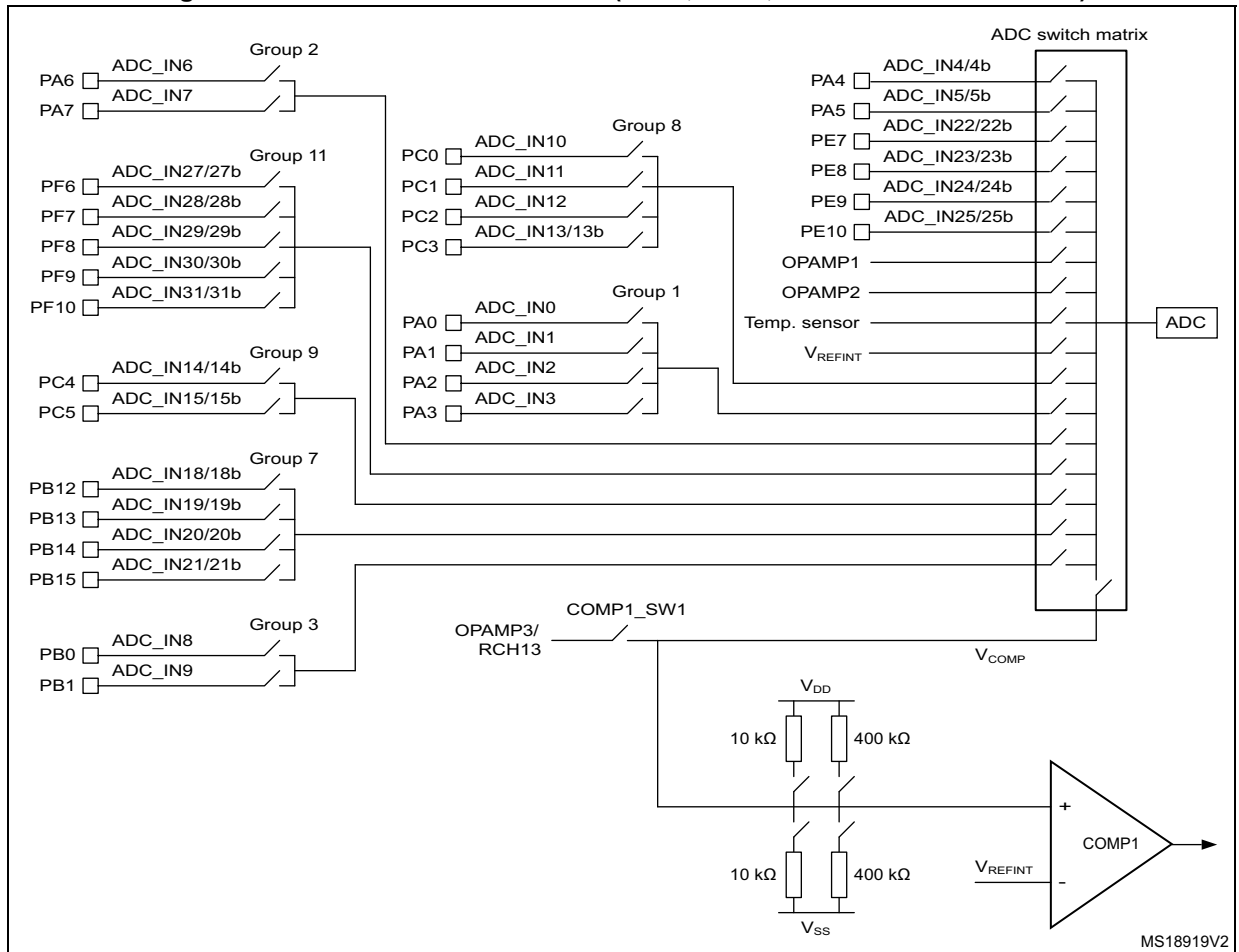 ADC switch matrix
Group 2
PA6 ADC_IN6
PA7 ADC_IN7
Group 11
PF6 ADC_IN27/27b
PF7 ADC_IN28/28b
PF8 ADC_IN29/29b
PF9 ADC_IN30/30b
PF10 ADC_IN31/31b
Group 9
PC4 ADC_IN14/14b
PC5 ADC_IN15/15b
Group 7
PB12 ADC_IN18/18b
PB13 ADC_IN19/19b
PB14 ADC_IN20/20b
PB15 ADC_IN21/21b
Group 3
PB0 ADC_IN8
PB1 ADC_IN9
Group 8
PC0 ADC_IN10
PC1 ADC_IN11
PC2 ADC_IN12
PC3 ADC_IN13/13b
Group 1
PA0 ADC_IN0
PA1 ADC_IN1
PA2 ADC_IN2
PA3 ADC_IN3
PA4 ADC_IN4/4b
PA5 ADC_IN5/5b
PE7 ADC_IN22/22b
PE8 ADC_IN23/23b
PE9 ADC_IN24/24b
PE10 ADC_IN25/25b
OPAMP1
OPAMP2
Temp. sensor
VREFINT
ADC
COMP1_SW1
OPAMP3/
RCH13
VCOMP
VDD
10 kΩ 400 kΩ
+
COMP1
10 kΩ 400 kΩ
VREFINT
-
VSS
MS18919V2